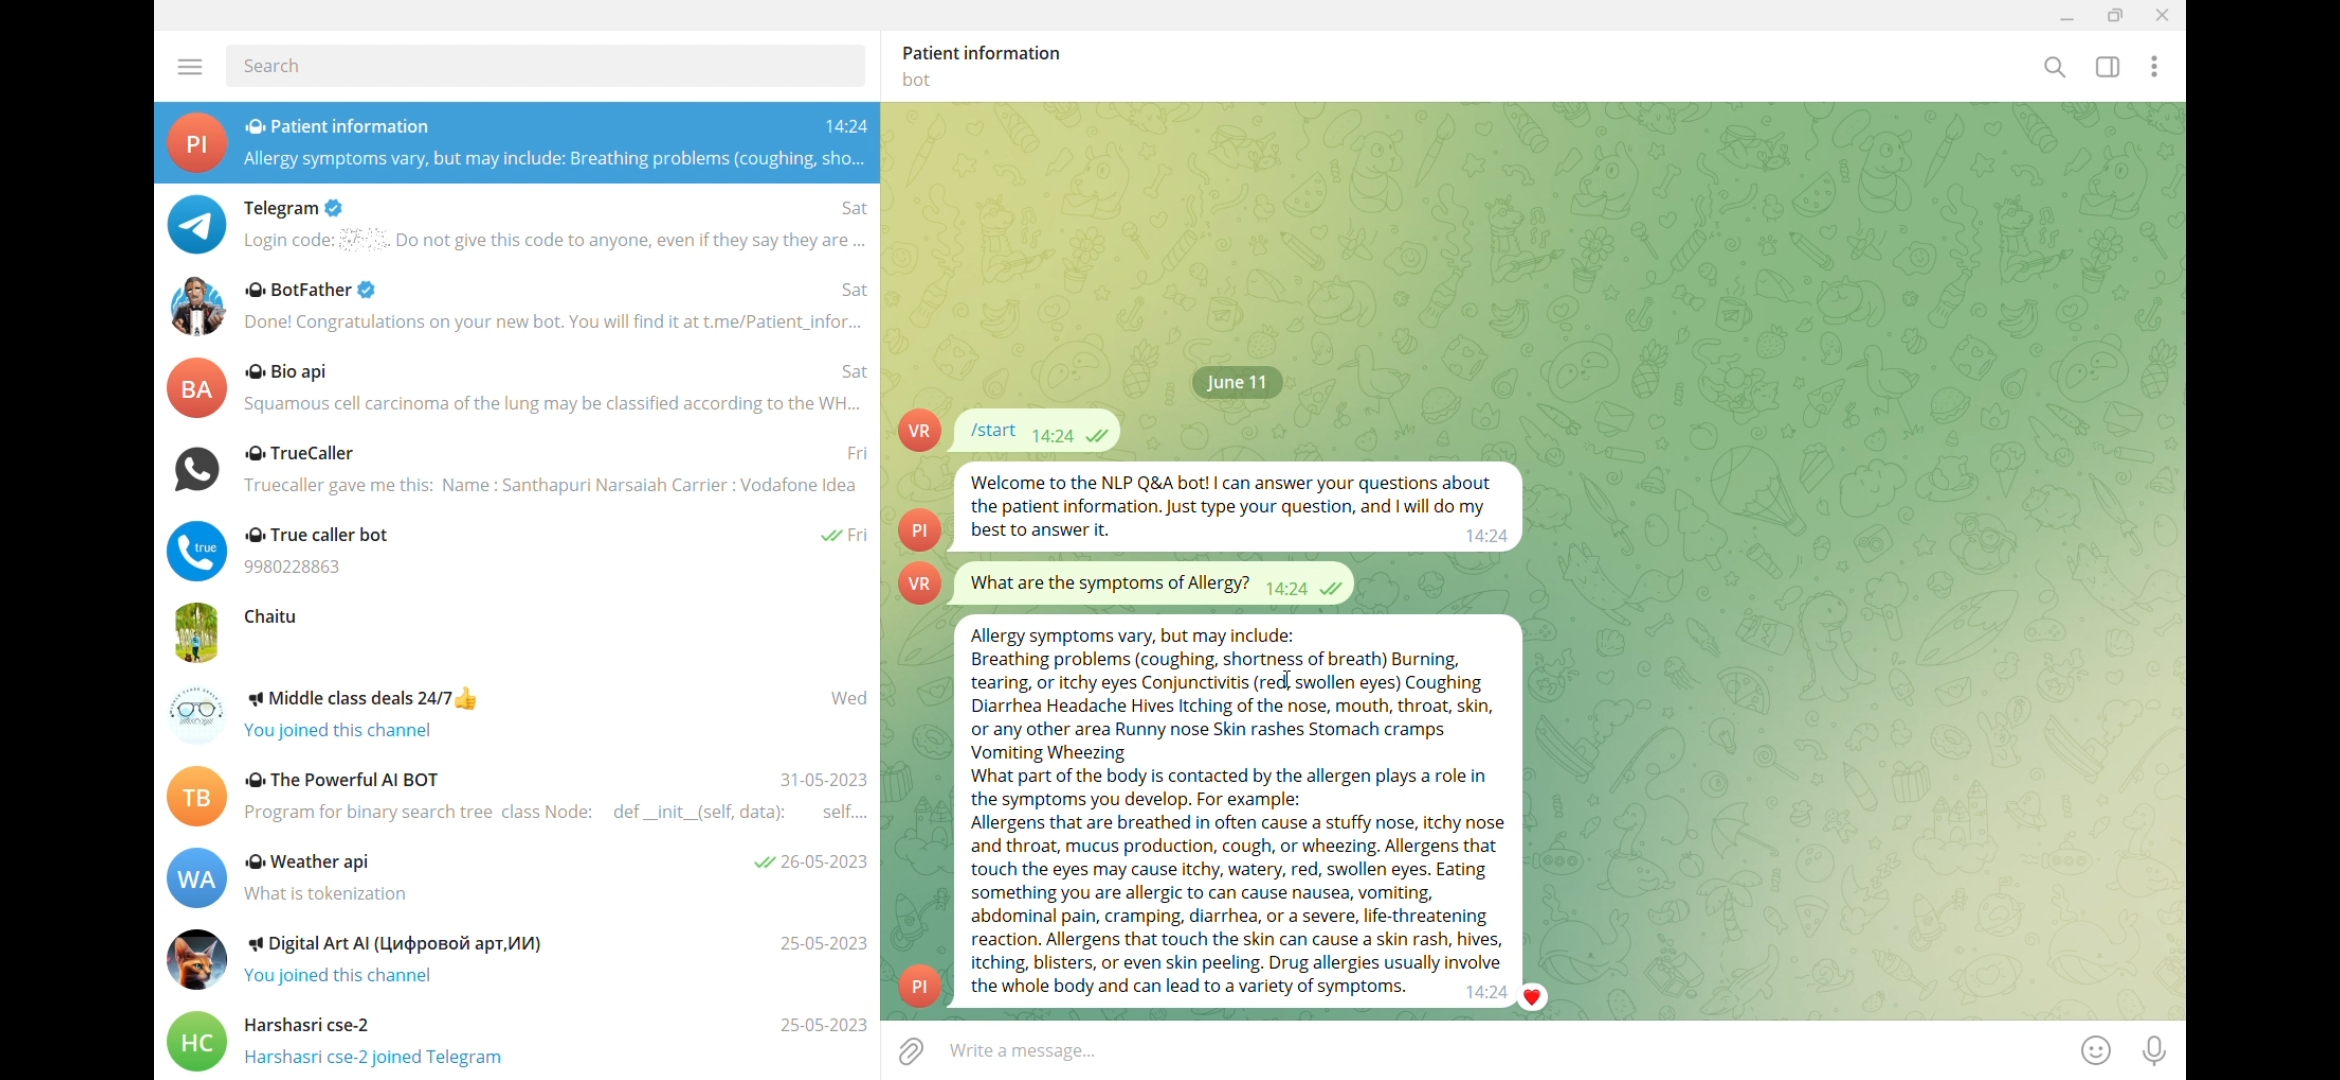 Search
PI
Patient information
14:24
Allergy symptoms vary, but may include: Breathing problems (coughing, sho...
Telegram
Sat
Login code: . Do not give this code to anyone, even if they say they are ...
BotFather
Sat
Done! Congratulations on your new bot. You will find it at t.me/Patient_infor...
BA
Bio api
Sat
Squamous cell carcinoma of the lung may be classified according to the WH...
TrueCaller
Fri
Truecaller gave me this: Name : Santhapuri Narsaiah Carrier : Vodafone Idea
true
True caller bot
Fri
9980228863
Chaitu
Middle class deals 24/7👍
Wed
You joined this channel
TB
The Powerful AI BOT
31-05-2023
Program for binary search tree class Node: def __init__(self, data): self....
WA
Weather api
26-05-2023
What is tokenization
Digital Art AI (Цифровой арт,ИИ)
25-05-2023
You joined this channel
HC
Harshasri cse-2
25-05-2023
Harshasri cse-2 joined Telegram
Patient information
bot
June 11
VR
/start 14:24
Welcome to the NLP Q&A bot! I can answer your questions about
the patient information. Just type your question, and I will do my
best to answer it.
14:24
PI
VR
What are the symptoms of Allergy? 14:24
Allergy symptoms vary, but may include:
Breathing problems (coughing, shortness of breath) Burning,
tearing, or itchy eyes Conjunctivitis (red, swollen eyes) Coughing
Diarrhea Headache Hives Itching of the nose, mouth, throat, skin,
or any other area Runny nose Skin rashes Stomach cramps
Vomiting Wheezing
What part of the body is contacted by the allergen plays a role in
the symptoms you develop. For example:
Allergens that are breathed in often cause a stuffy nose, itchy nose
and throat, mucus production, cough, or wheezing. Allergens that
touch the eyes may cause itchy, watery, red, swollen eyes. Eating
something you are allergic to can cause nausea, vomiting,
abdominal pain, cramping, diarrhea, or a severe, life-threatening
reaction. Allergens that touch the skin can cause a skin rash, hives,
itching, blisters, or even skin peeling. Drug allergies usually involve
the whole body and can lead to a variety of symptoms.
14:24
PI
Write a message...